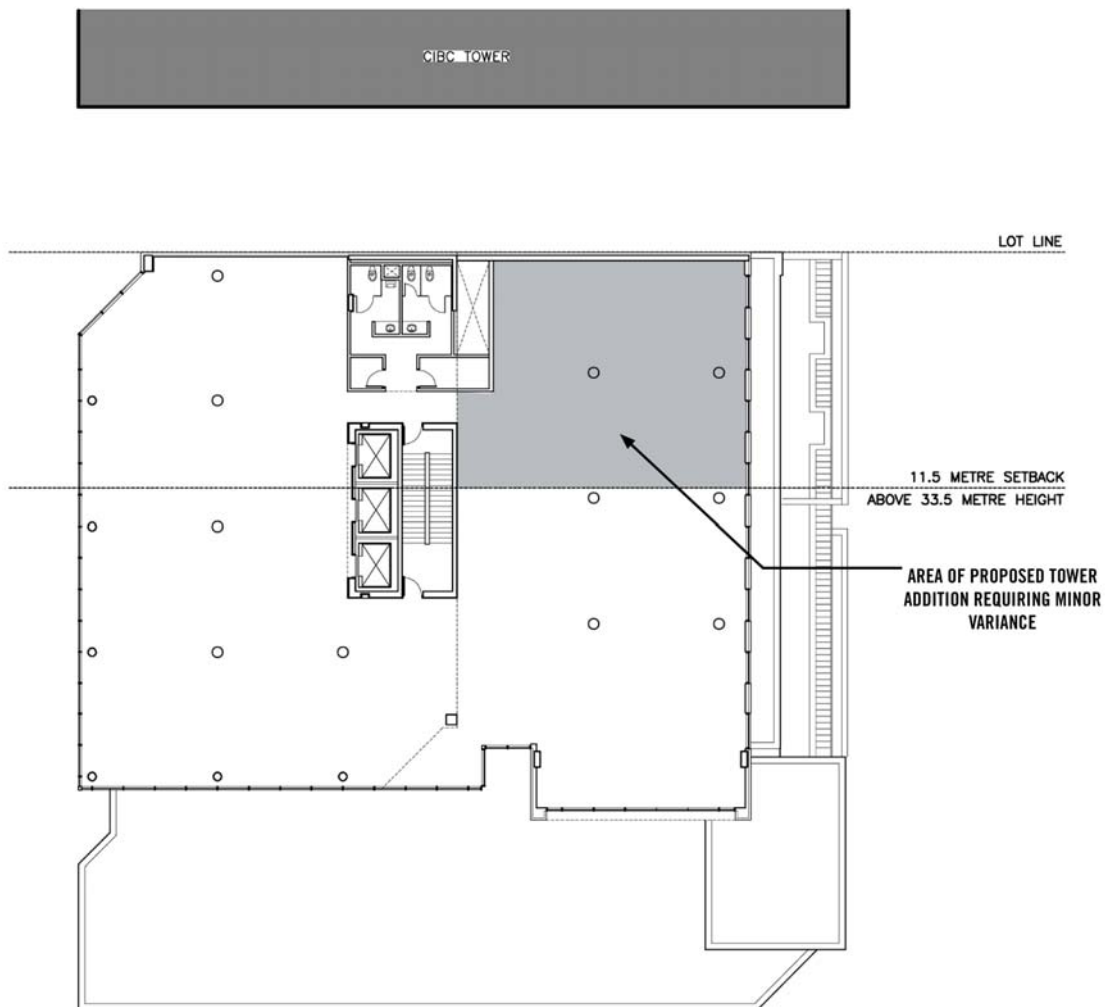 CIBC TOWER
LOT LINE
11.5 METRE SETBACK
ABOVE 33.5 METRE HEIGHT
AREA OF PROPOSED TOWER
ADDITION REQUIRING MINOR
VARIANCE